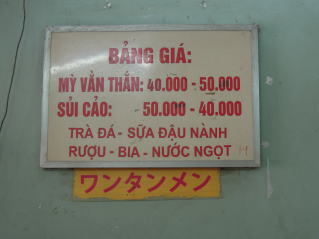 BẢNG GIÁ:
MỲ VẰN THẮN: 40.000 - 50.000
SỦI CẢO: 50.000 - 40.000
TRÀ ĐÁ - SỮA ĐẬU NÀNH
RƯỢU - BIA - NƯỚC NGỌT
ワンタンメン